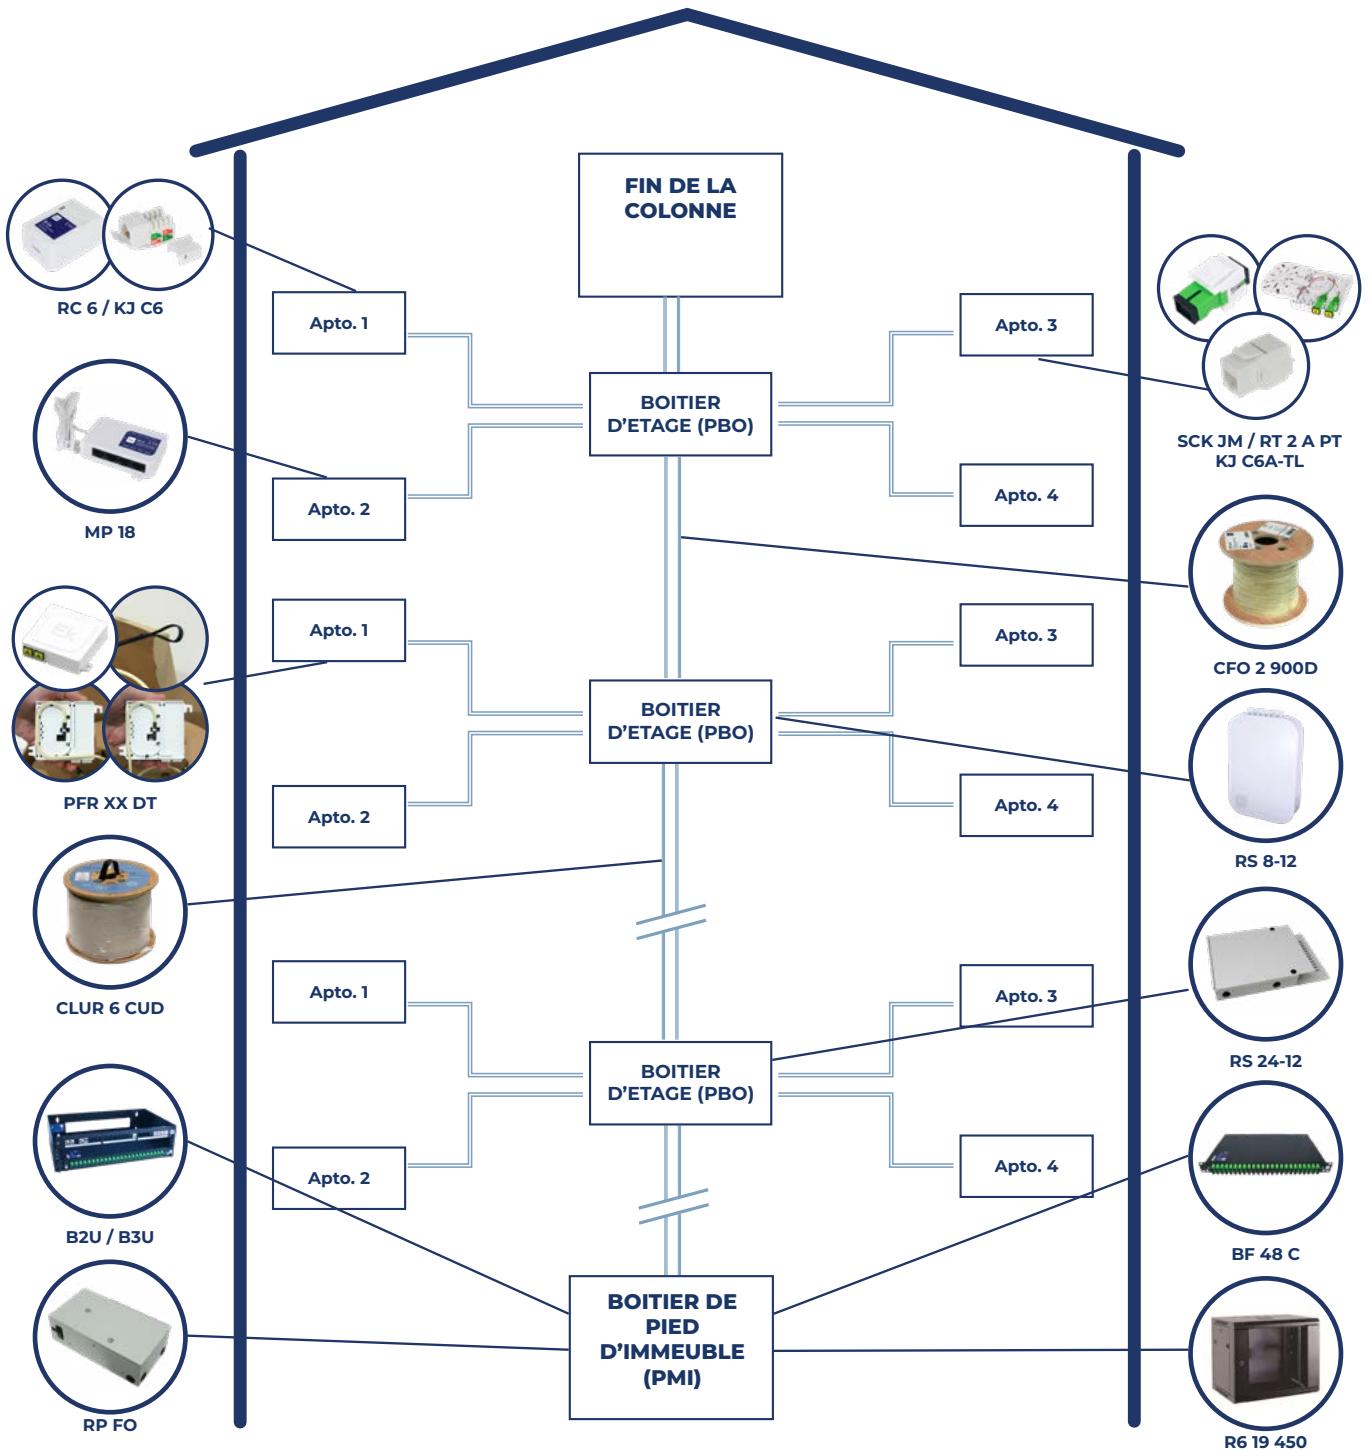 FIN DE LA
COLONNE
RC 6 / KJ C6
Apto. 1
Apto. 3
BOITIER
D'ETAGE (PBO)
SCK JM / RT 2 A PT
KJ C6A-TL
MP 18
Apto. 2
Apto. 4
CFO 2 900D
Apto. 1
Apto. 3
EK
BOITIER
D'ETAGE (PBO)
PFR XX DT
Apto. 2
Apto. 4
RS 8-12
CLUR 6 CUD
Apto. 1
Apto. 3
RS 24-12
BOITIER
D'ETAGE (PBO)
Apto. 2
Apto. 4
B2U / B3U
BF 48 C
BOITIER DE
PIED
D'IMMEUBLE
(PMI)
RP FO
R6 19 450